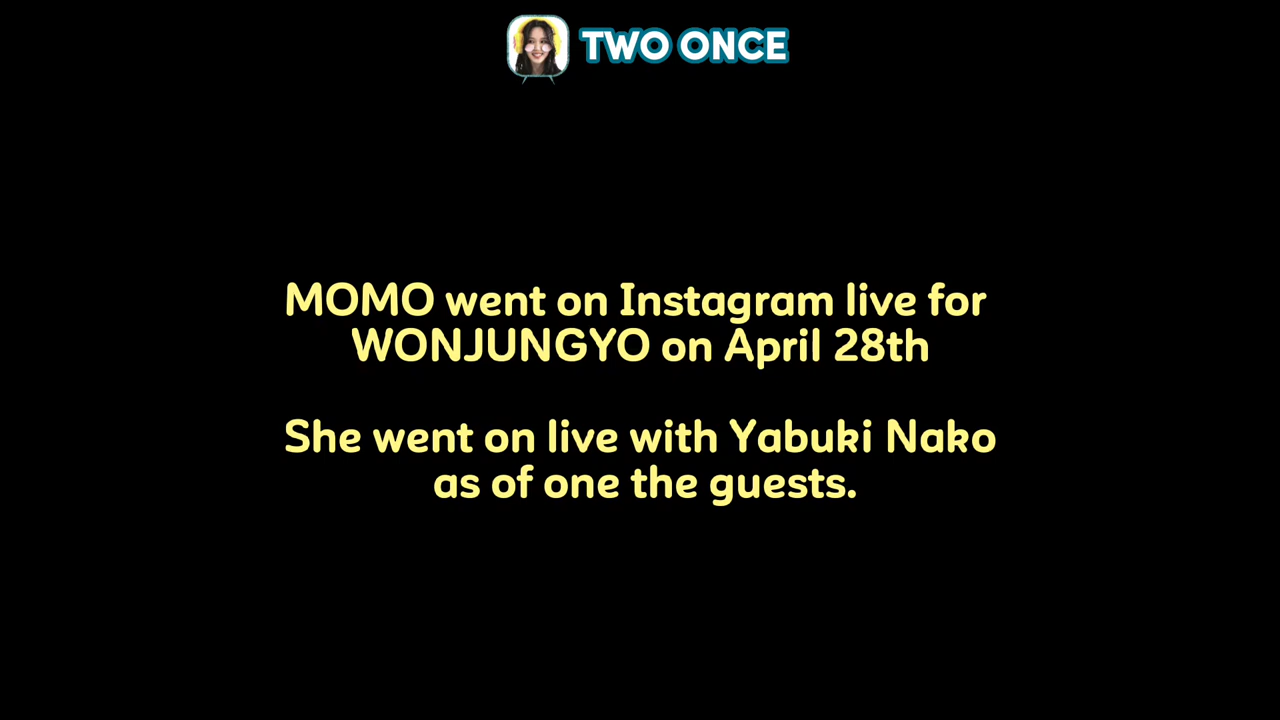 TWO ONCE
MOMO went on Instagram live for
WONJUNGYO on April 28th
She went on live with Yabuki Nako
as of one the guests.